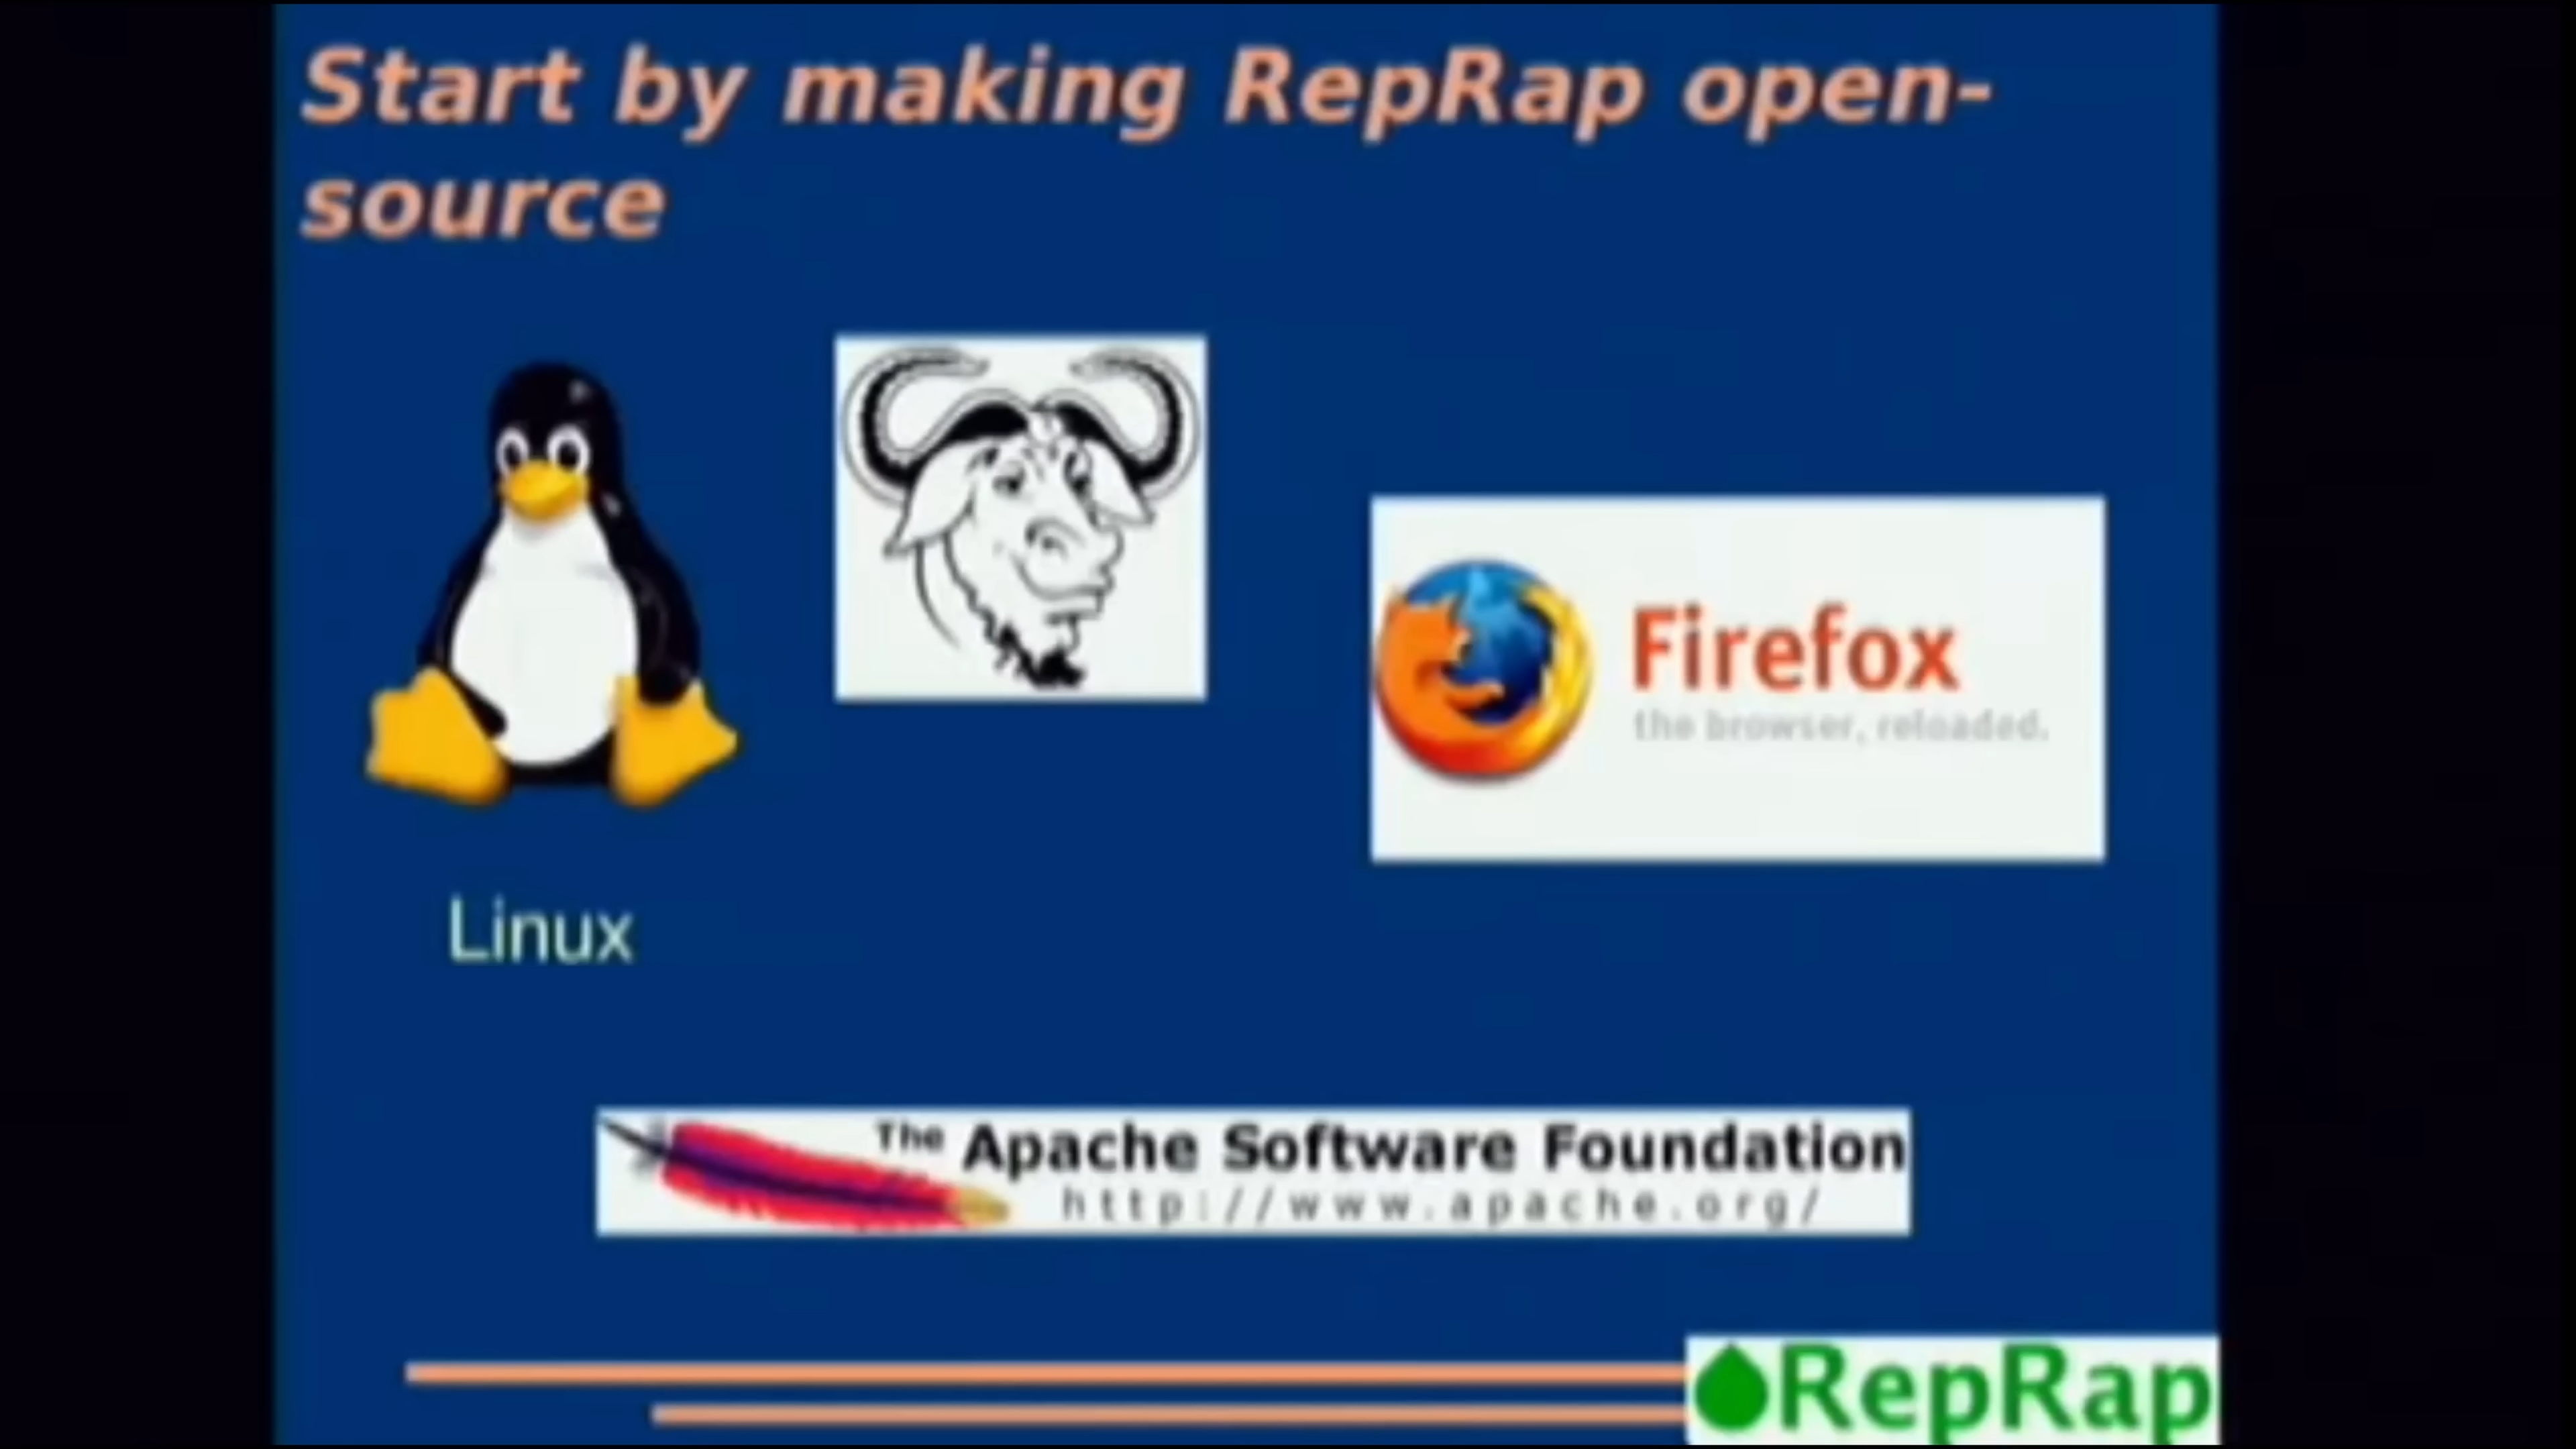 Start by making RepRap open-
source
Firefox
the browser, reloaded.
Linux
The Apache Software Foundation
http://www.apache.org/
RepRap